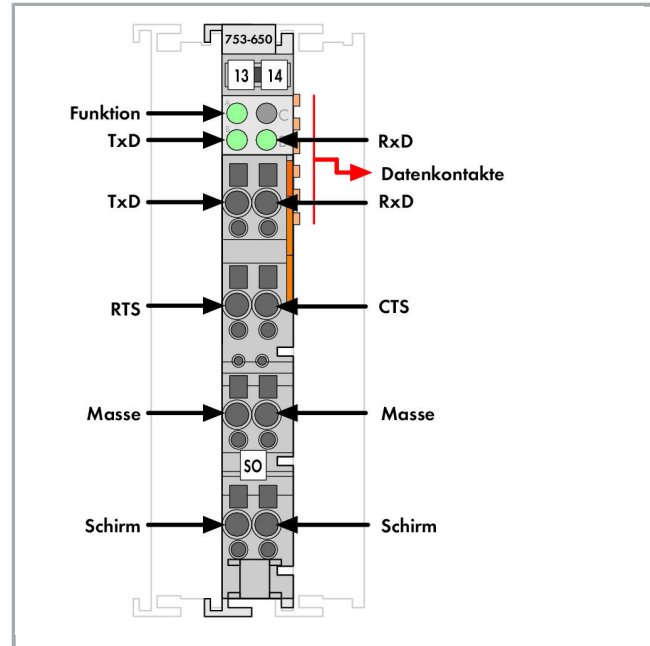 753-650
13 14
Funktion
A
C
TxD
B
RxD
Datenkontakte
TxD
RxD
RTS
CTS
Masse
Masse
SO
Schirm
Schirm